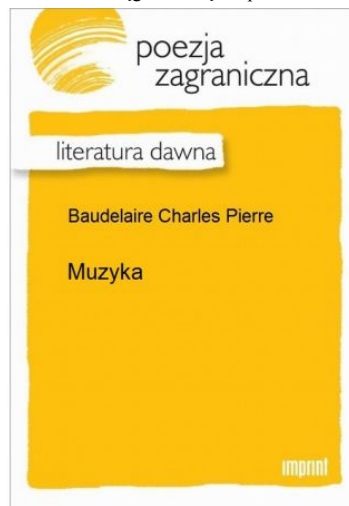 poezja
zagraniczna
literatura dawna
Baudelaire Charles Pierre
Muzyka
imprint